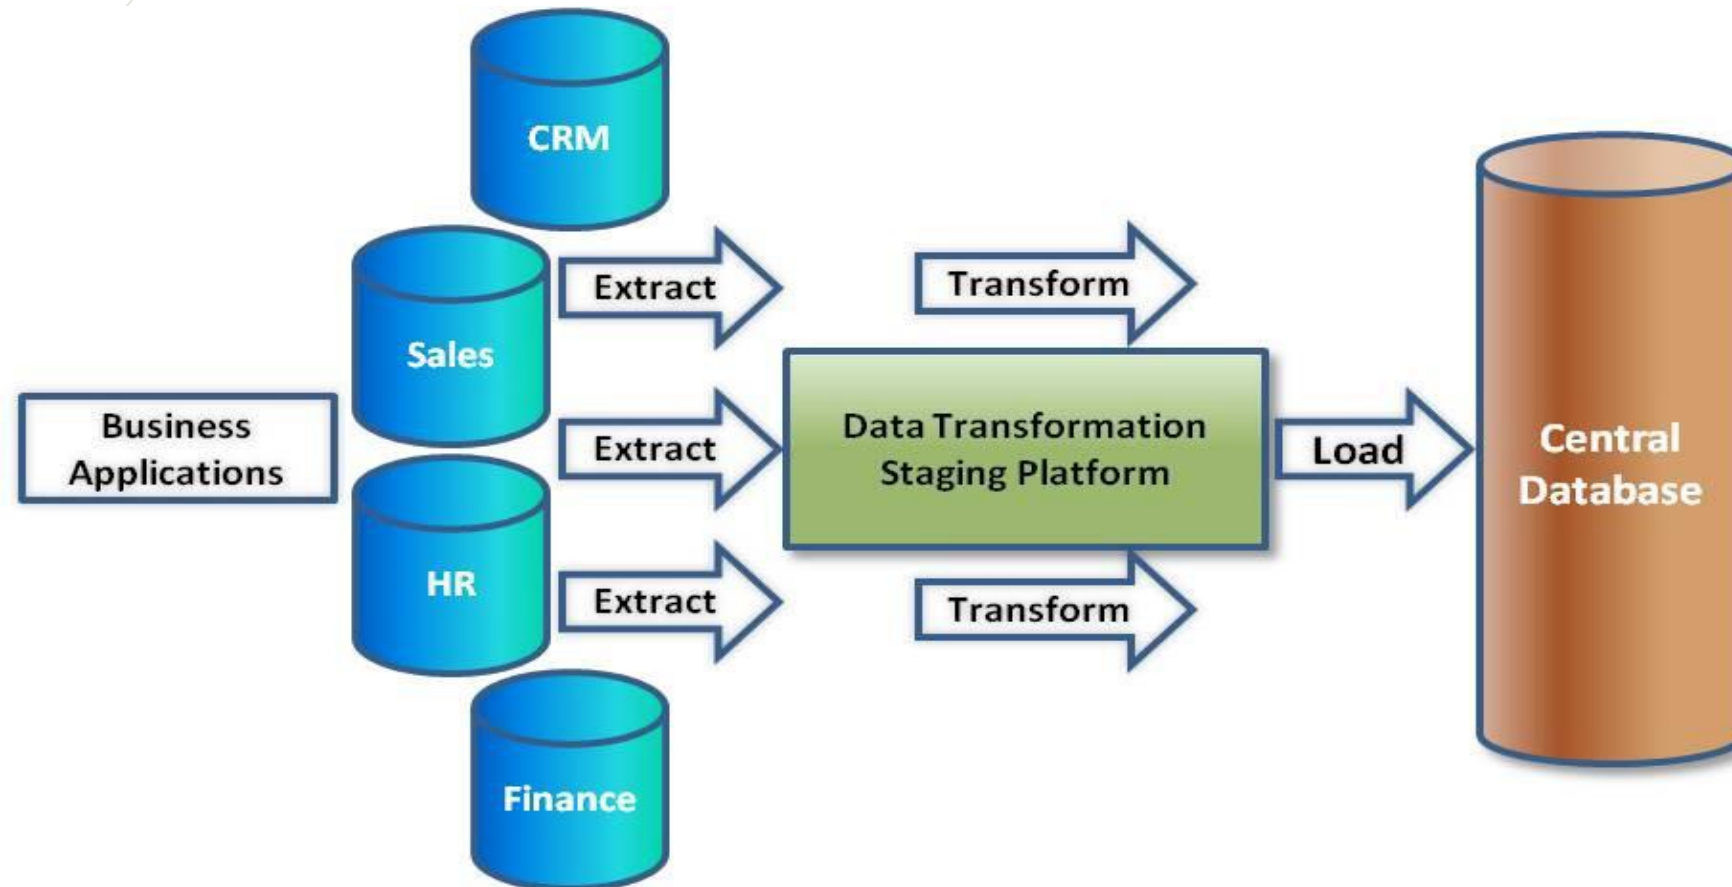 CRM
Sales
Business
Applications
HR
Finance
Extract
Extract
Extract
Transform
Data Transformation
Staging Platform
Transform
Load
Central
Database